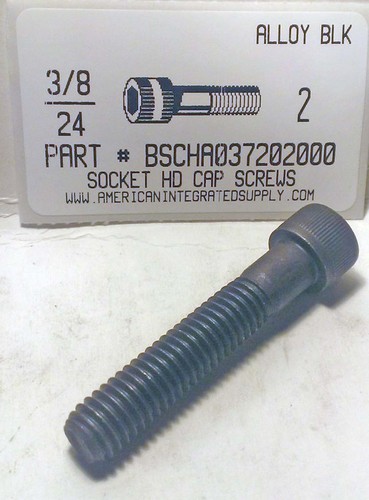 ALLOY BLK
3/8
24
2
PART # BSCHA037202000
SOCKET HD CAP SCREWS
WWW.AMERICANINTEGRATEDSUPPLY.COM